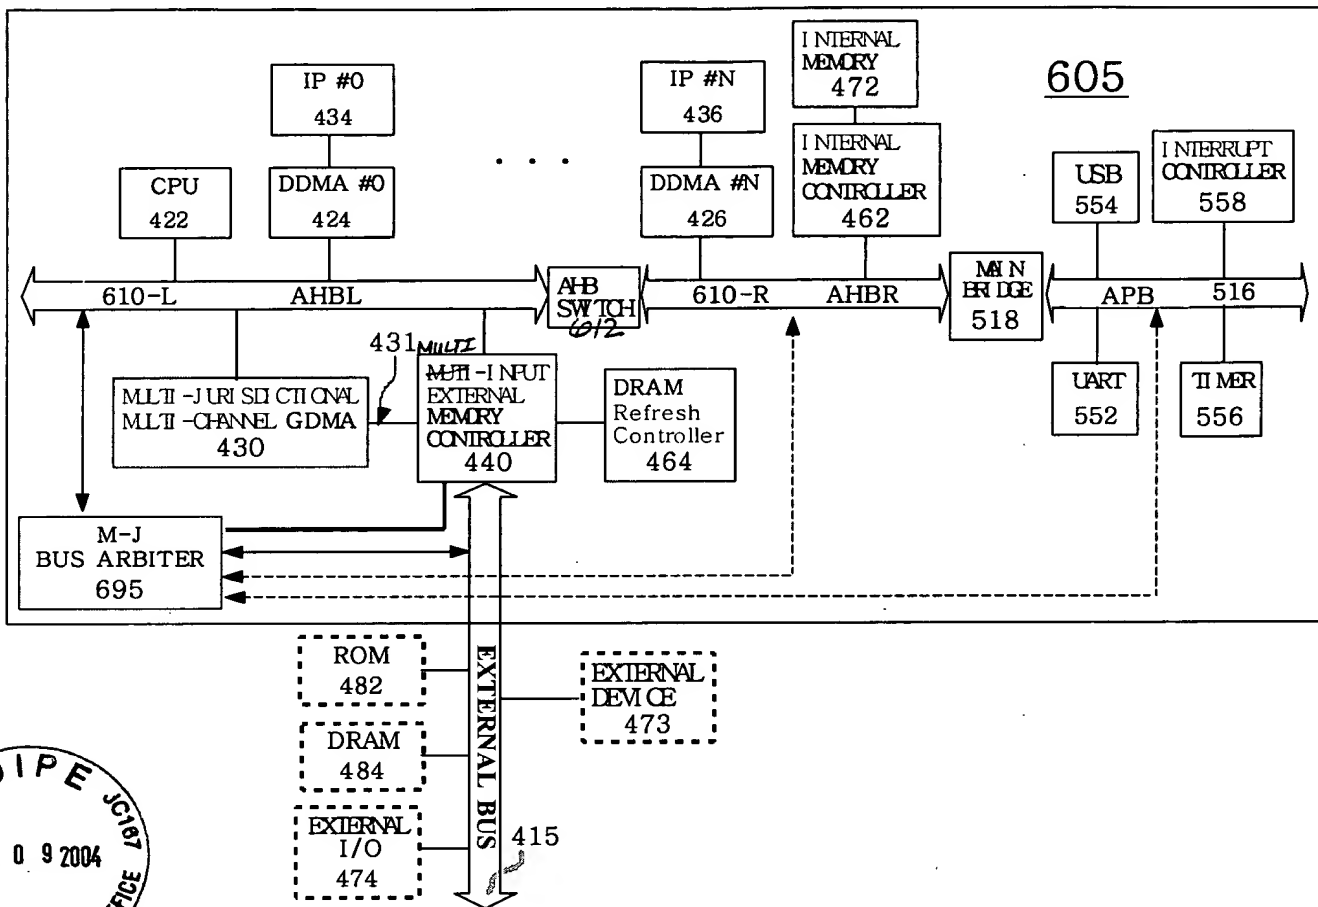 605
IP #0
434
IP #N
436
INTERNAL
MEMORY
472
CPU
422
DDMA #0
424
. . .
DDMA #N
426
INTERNAL
MEMORY
CONTROLLER
462
USB
554
INTERRUPT
CONTROLLER
558
610-L AHBL
AHB
SWITCH
612
610-R AHBR
MAIN
BRIDGE
518
APB 516
431
MULTI-JURISDICTIONAL
MULTI-CHANNEL GDMA
430
MULTI
MUTI-INPUT
EXTERNAL
MEMORY
CONTROLLER
440
DRAM
Refresh
Controller
464
UART
552
TIMER
556
M-J
BUS ARBITER
695
EXTERNAL BUS
415
ROM
482
DRAM
484
EXTERNAL
I/O
474
EXTERNAL
DEVICE
473
OIPE JC167
0 9 2004